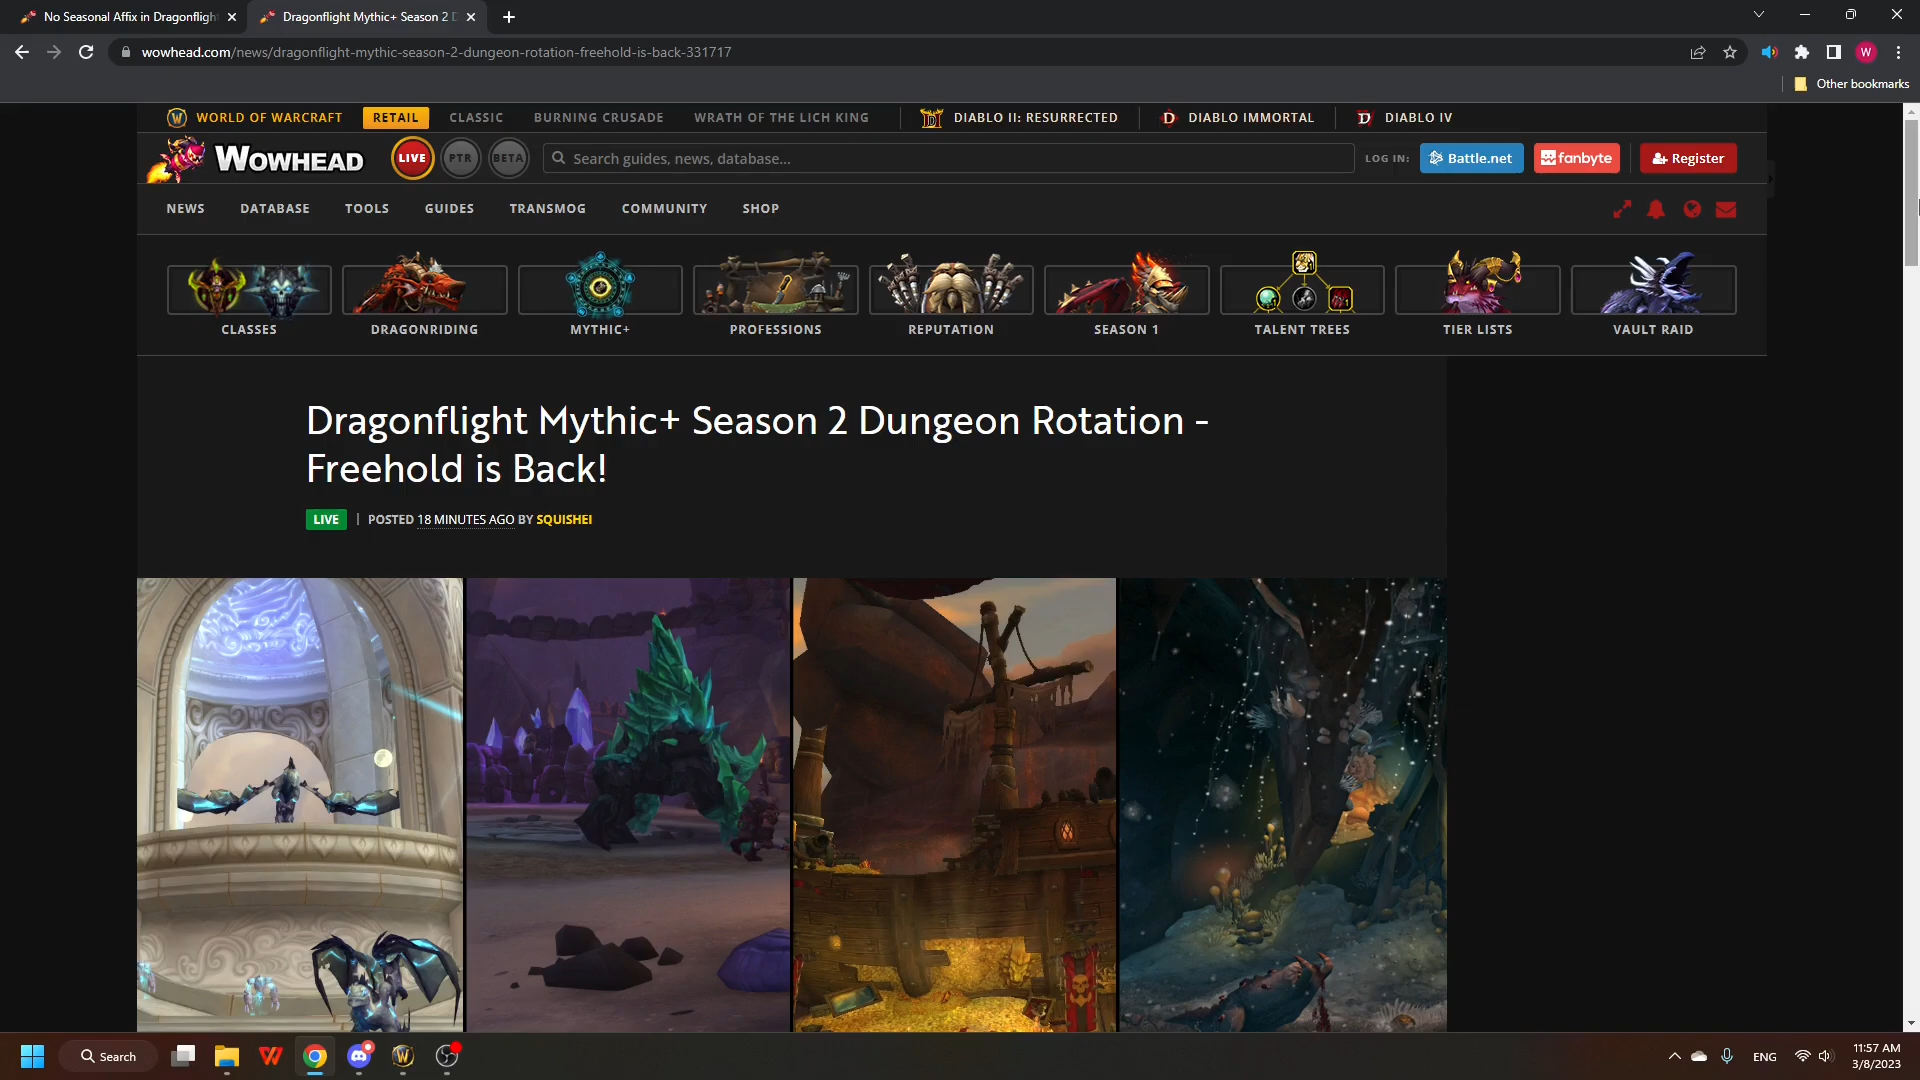 No Seasonal Affix in Dragonflight
Dragonflight Mythic+ Season 2 D
wowhead.com/news/dragonflight-mythic-season-2-dungeon-rotation-freehold-is-back-331717
W
Other bookmarks
WORLD OF WARCRAFT RETAIL CLASSIC BURNING CRUSADE WRATH OF THE LICH KING DIABLO II: RESURRECTED DIABLO IMMORTAL DIABLO IV
WOWHEAD LIVE PTR BETA Search guides, news, database... LOG IN: Battle.net fanbyte Register
NEWS DATABASE TOOLS GUIDES TRANSMOG COMMUNITY SHOP
CLASSES DRAGONRIDING MYTHIC+ PROFESSIONS REPUTATION SEASON 1 TALENT TREES TIER LISTS VAULT RAID
Dragonflight Mythic+ Season 2 Dungeon Rotation -
Freehold is Back!
LIVE | POSTED 18 MINUTES AGO BY SQUISHEI
Search
ENG
11:57 AM
3/8/2023